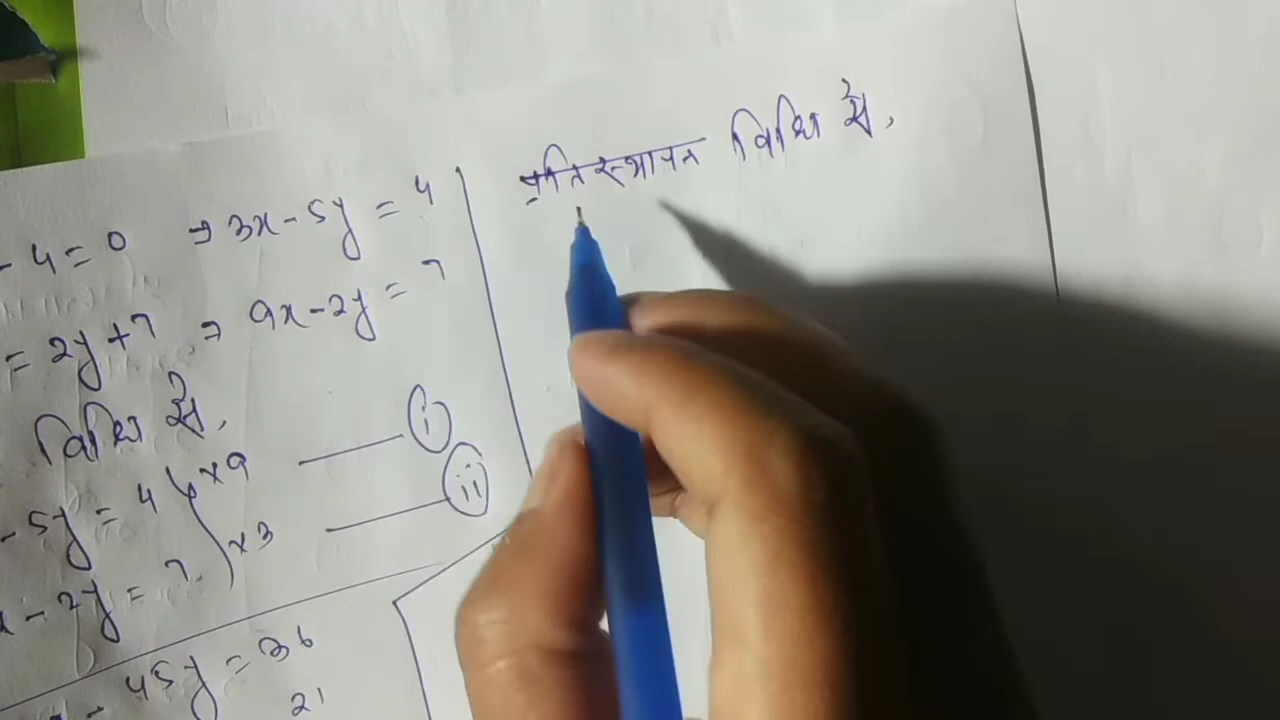 - 4 = 0 ⇒ 3x - 5y = 4
= 2y + 7 ⇒ 9x - 2y = 7
विधि से,
- 5y = 4 } x 9 ——— (i)
x - 2y = 7 } x 3 ——— (ii)
- 45y = 36
21
प्रतिस्थापन विधि से,